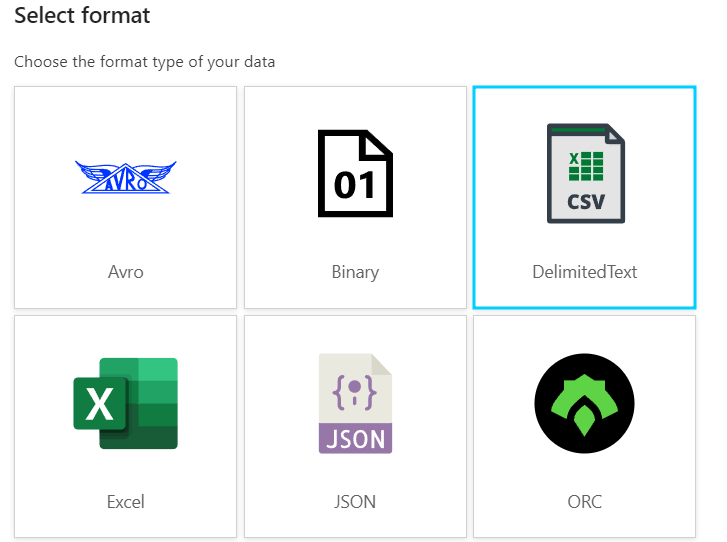 Select format
Choose the format type of your data
AVRO
01
X
CSV
Avro
Binary
DelimitedText
X
{;}
JSON
Excel
JSON
ORC